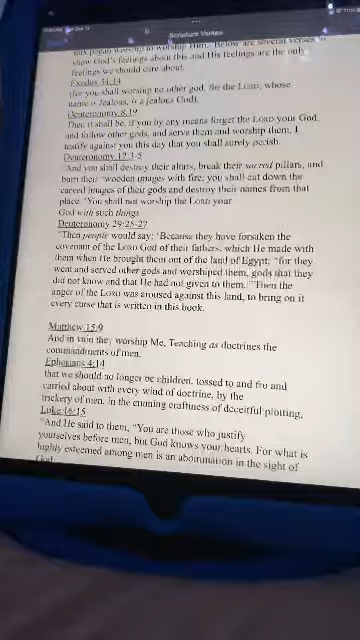 Scripture Verses
mix pagan worship to worship Him. Below are several verses to
show God's feelings about this and His feelings are the only
feelings we should care about.
Exodus 34:14
(for you shall worship no other god, for the LORD, whose
name is Jealous, is a jealous God),
Deuteronomy 8:19
Then it shall be, if you by any means forget the LORD your God,
and follow other gods, and serve them and worship them, I
testify against you this day that you shall surely perish.
Deuteronomy 12:3-5
And you shall destroy their altars, break their sacred pillars, and
burn their wooden images with fire; you shall cut down the
carved images of their gods and destroy their names from that
place. You shall not worship the LORD your
God with such things
Deuteronomy 29:25-27
"Then people would say: 'Because they have forsaken the
covenant of the LORD God of their fathers, which He made with
them when He brought them out of the land of Egypt; for they
went and served other gods and worshiped them, gods that they
did not know and that He had not given to them. Then the
anger of the LORD was aroused against this land, to bring on it
every curse that is written in this book.
Matthew 15:9
And in vain they worship Me, Teaching as doctrines the
commandments of men.
Ephesians 4:14
that we should no longer be children, tossed to and fro and
carried about with every wind of doctrine, by the
trickery of men, in the cunning craftiness of deceitful plotting,
Luke 16:15
"And He said to them, "You are those who justify
yourselves before men, but God knows your hearts. For what is
highly esteemed among men is an abomination in the sight of
God.